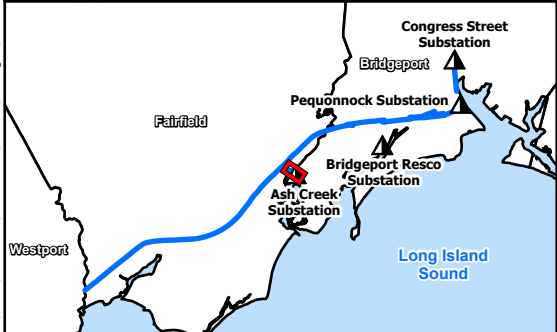 Congress Street
Substation
Bridgeport
Pequonnock Substation
Fairfield
Bridgeport Resco
Substation
Ash Creek
Substation
Westport
Long Island
Sound